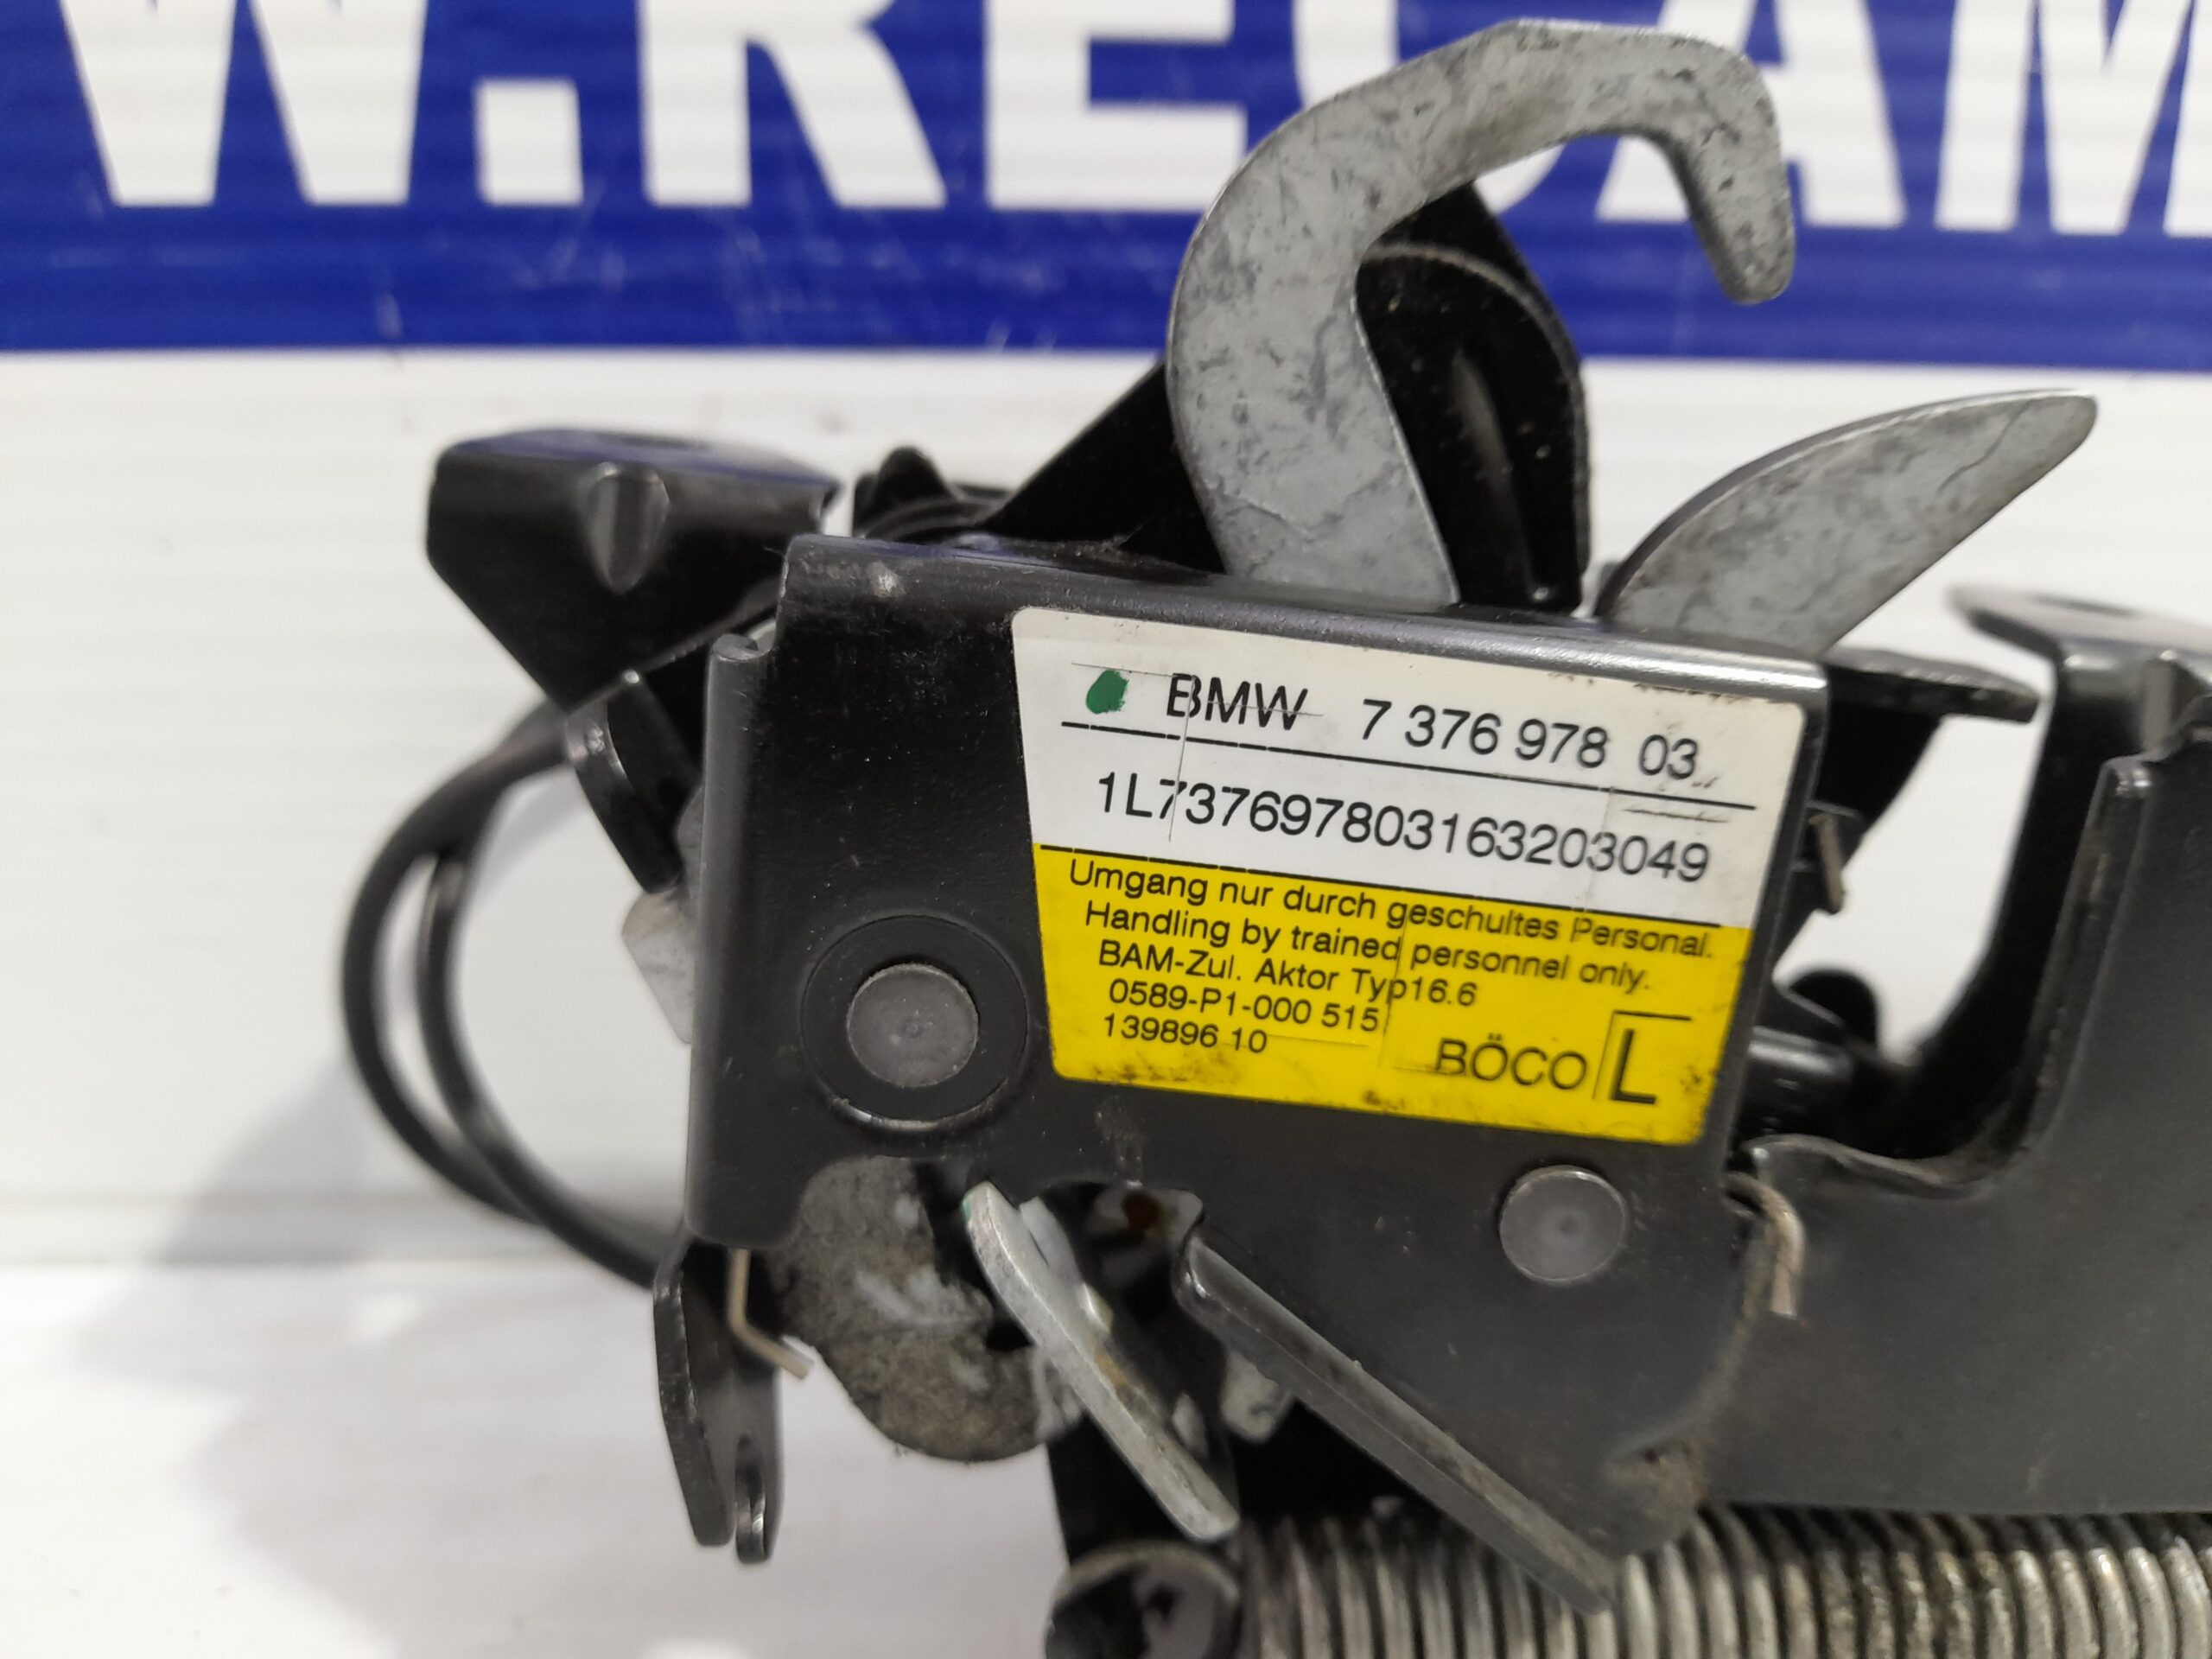 W.RECAM
BMW 7 376 978 03
1L737697803163203049
Umgang nur durch geschultes Personal.
Handling by trained personnel only.
BAM-Zul. Aktor Typ16.6
0589-P1-000 515
139896 10
BÖCO L